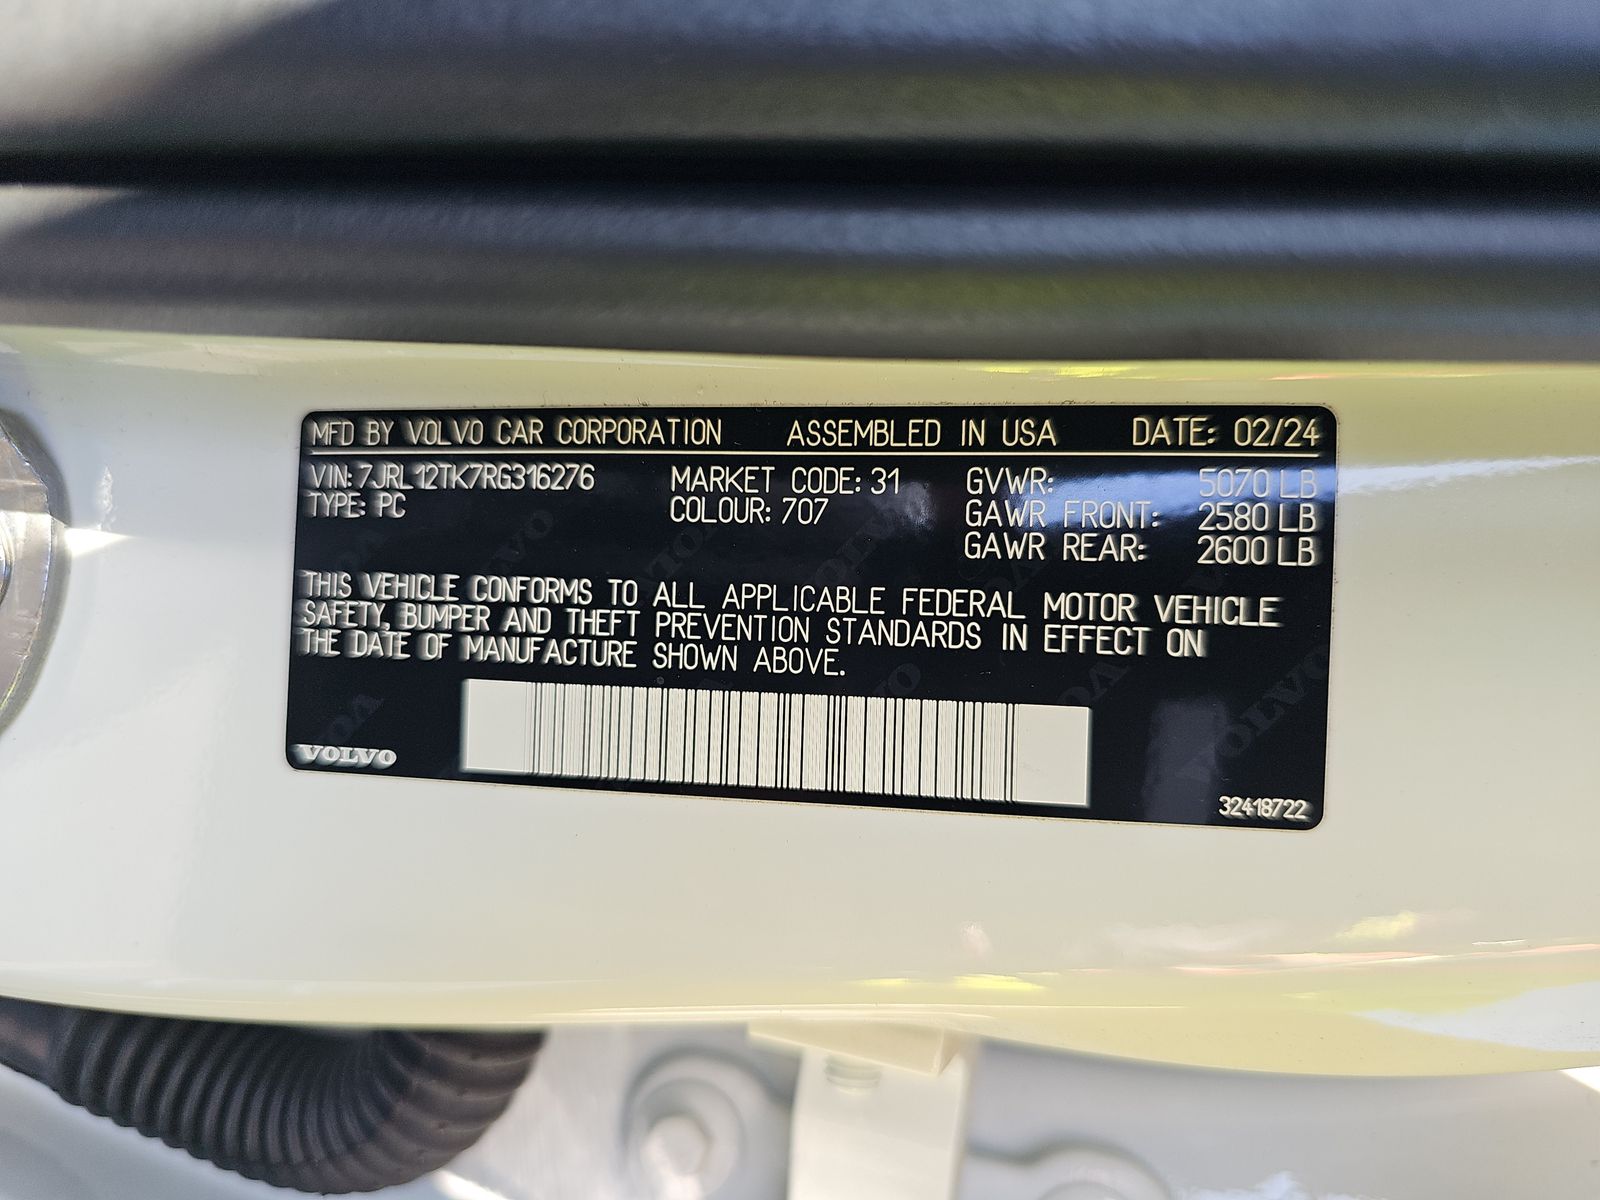 MFD BY VOLVO CAR CORPORATION ASSEMBLED IN USA DATE: 02/24
VIN: 7JRL12TK7RG316276 MARKET CODE: 31 GVWR: 5070 LB
TYPE: PC COLOUR: 707 GAWR FRONT: 2580 LB
GAWR REAR: 2600 LB
THIS VEHICLE CONFORMS TO ALL APPLICABLE FEDERAL MOTOR VEHICLE
SAFETY, BUMPER AND THEFT PREVENTION STANDARDS IN EFFECT ON
THE DATE OF MANUFACTURE SHOWN ABOVE.
VOLVO
32418722